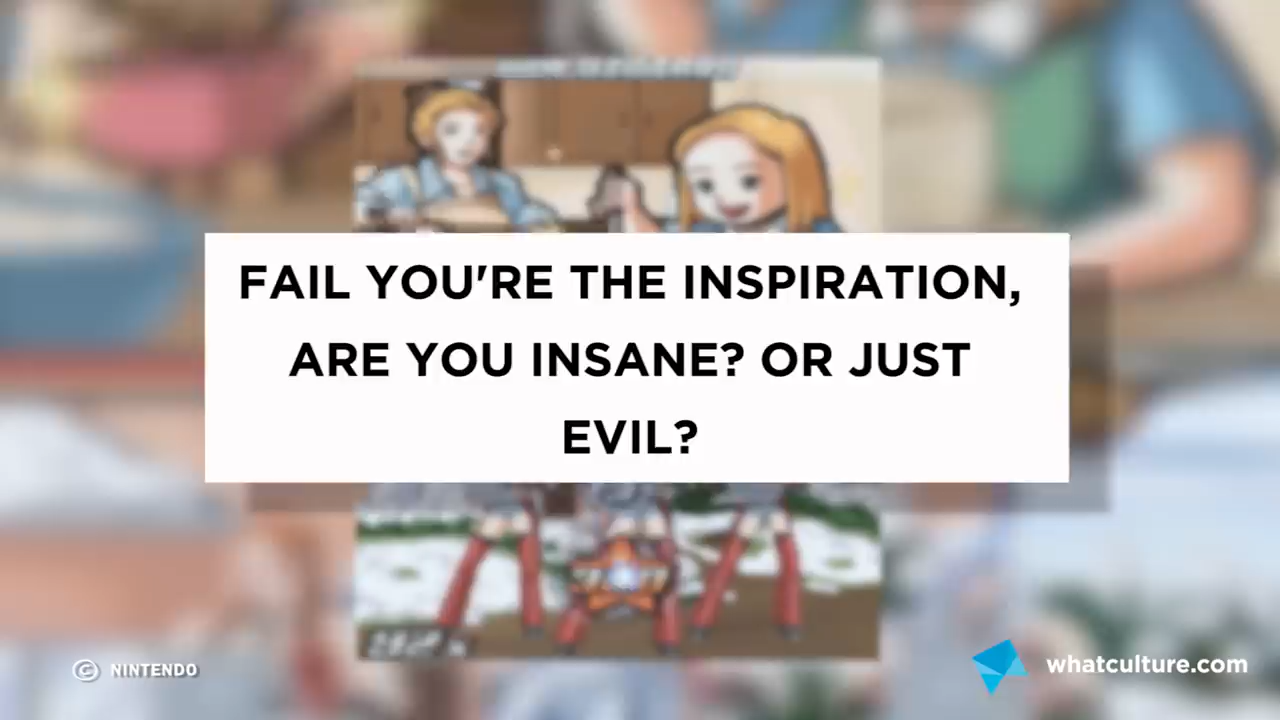 FAIL YOU'RE THE INSPIRATION,
ARE YOU INSANE? OR JUST
EVIL?
© NINTENDO
whatculture.com